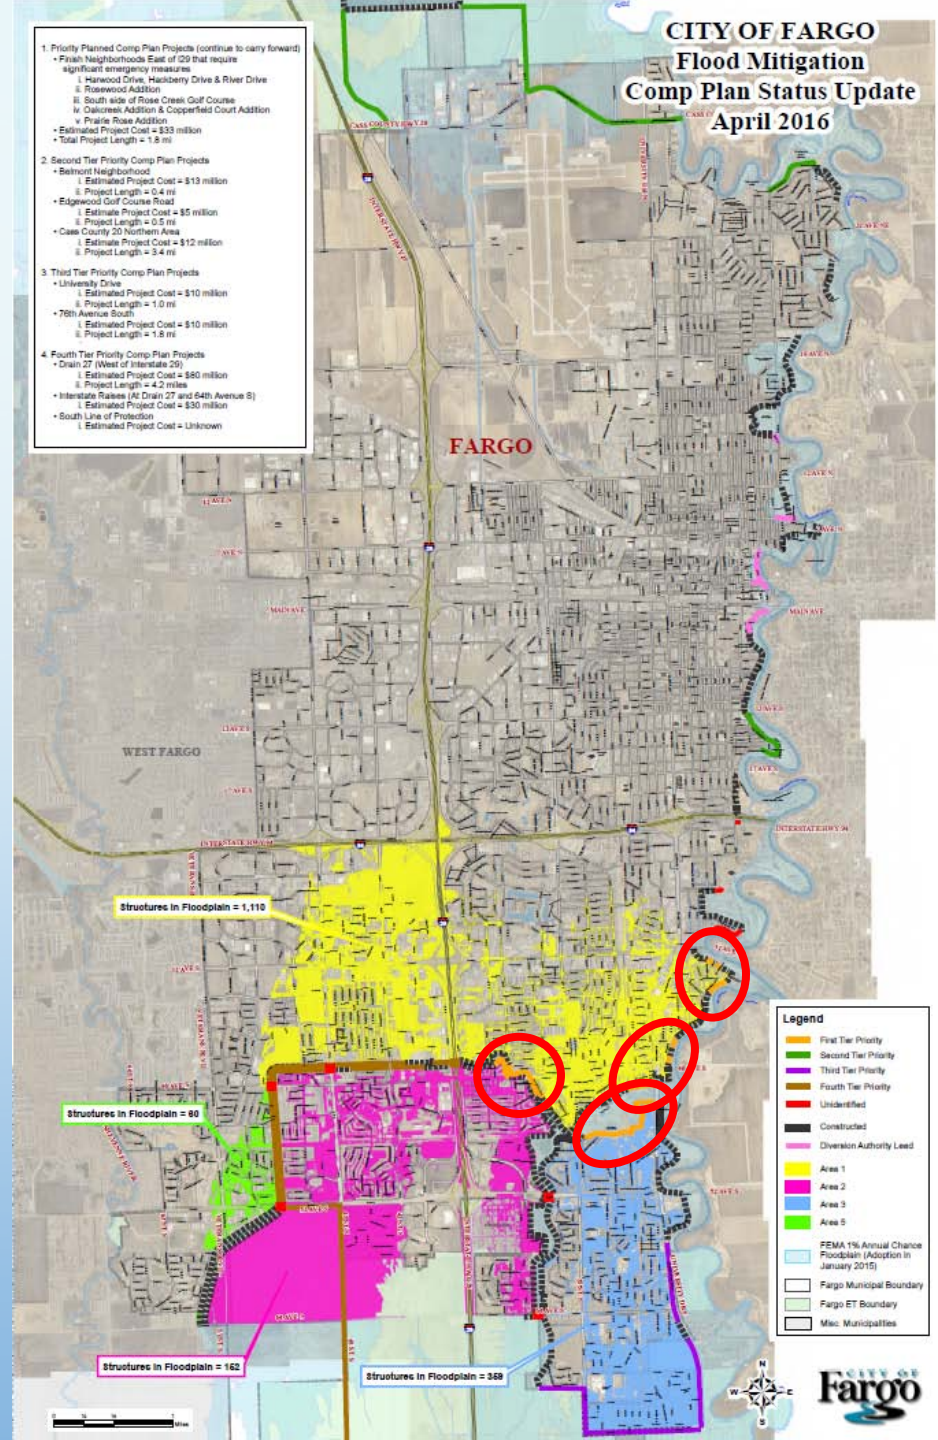 CITY OF FARGO
Flood Mitigation
Comp Plan Status Update
April 2016
1. Priority Planned Comp Plan Projects (continue to carry forward)
• Finish Neighborhoods East of I29 that require
significant emergency measures
i. Harwood Drive, Hackberry Drive & River Drive
ii. Rosewood Addition
iii. South side of Rose Creek Golf Course
iv. Oakcreek Addition & Copperfield Court Addition
v. Prairie Rose Addition
• Estimated Project Cost = $33 million
• Total Project Length = 1.8 mi
2. Second Tier Priority Comp Plan Projects
• Belmont Neighborhood
i. Estimated Project Cost = $13 million
ii. Project Length = 0.4 mi
• Edgewood Golf Course Road
i. Estimate Project Cost = $5 million
ii. Project Length = 0.5 mi
• Cass County 20 Northern Area
i. Estimate Project Cost = $12 million
ii. Project Length = 3.4 mi
3. Third Tier Priority Comp Plan Projects
• University Drive
i. Estimated Project Cost = $10 million
ii. Project Length = 1.0 mi
• 76th Avenue South
i. Estimated Project Cost = $10 million
ii. Project Length = 1.8 mi
4. Fourth Tier Priority Comp Plan Projects
• Drain 27 (West of Interstate 29)
i. Estimated Project Cost = $80 million
ii. Project Length = 4.2 miles
• Interstate Raises (At Drain 27 and 64th Avenue S)
i. Estimated Project Cost = $30 million
• South Line of Protection
i. Estimated Project Cost = Unknown
CASS COUNTY HWY 20
FARGO
MAIN AVE
MAIN AVE
WEST FARGO
INTERSTATE HWY 94
INTERSTATE HWY 94
Structures in Floodplain = 1,110
Structures in Floodplain = 60
Structures in Floodplain = 162
Structures in Floodplain = 359
Legend
First Tier Priority
Second Tier Priority
Third Tier Priority
Fourth Tier Priority
Unidentified
Constructed
Diversion Authority Lead
Area 1
Area 2
Area 3
Area 5
FEMA 1% Annual Chance
Floodplain (Adoption in
January 2015)
Fargo Municipal Boundary
Fargo ET Boundary
Misc. Municipalities
N
W
E
S
CITY OF
Fargo
Miles